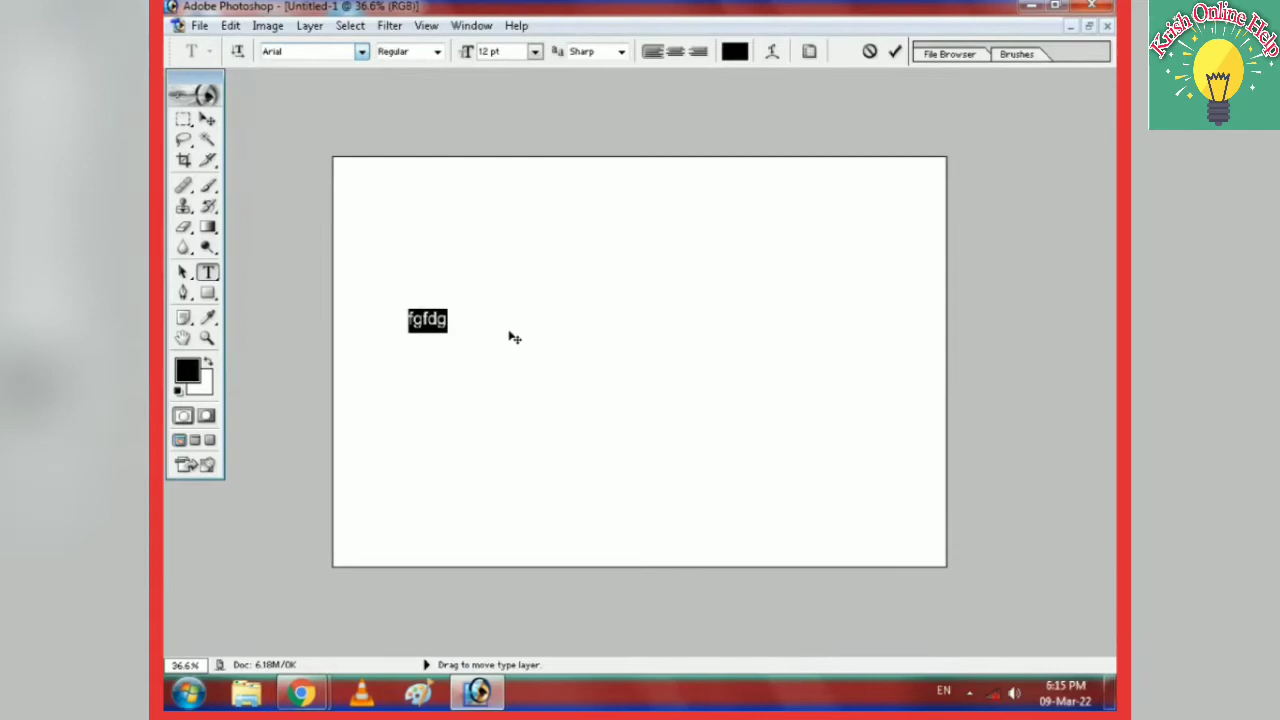 Adobe Photoshop - [Untitled-1 @ 36.6% (RGB)]
File Edit Image Layer Select Filter View Window Help
T Arial Regular T 12 pt aa Sharp File Browser Brushes
Krish Online Help
T
fgfdg
36.6% Doc: 6.18M/0K Drag to move type layer.
EN 6:15 PM
09-Mar-22